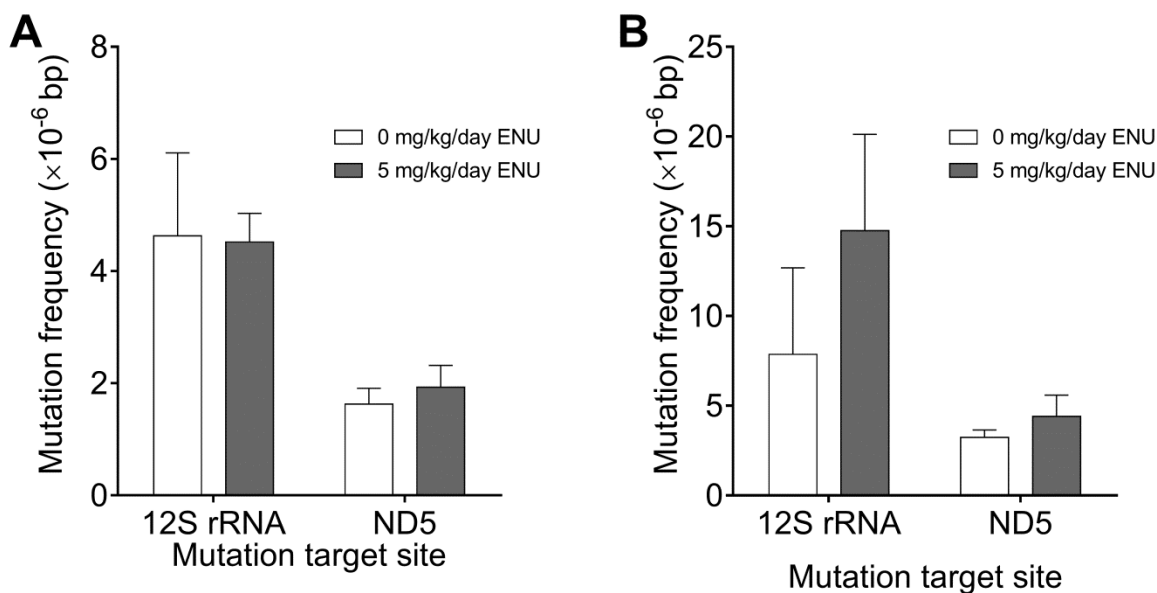 A
Mutation frequency (×10⁻⁶ bp)
8
6
4
2
0
0 mg/kg/day ENU
5 mg/kg/day ENU
12S rRNA ND5
Mutation target site
B
Mutation frequency (×10⁻⁶ bp)
25
20
15
10
5
0
0 mg/kg/day ENU
5 mg/kg/day ENU
12S rRNA ND5
Mutation target site